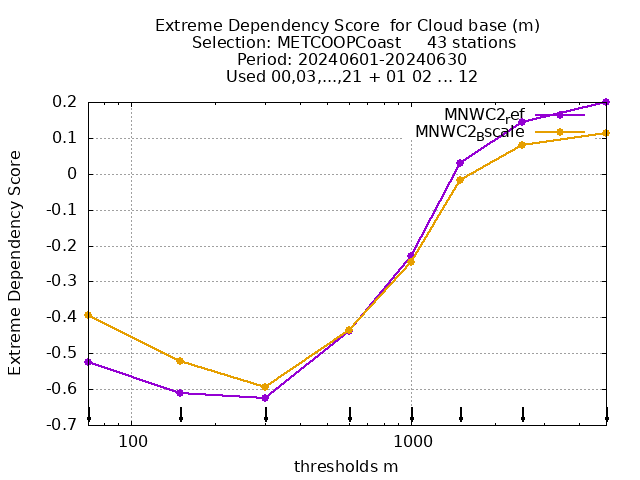 Extreme Dependency Score  for Cloud base (m)
Selection: METCOOPCoast     43 stations
Period: 20240601-20240630
Used 00,03,...,21 + 01 02 ... 12
0.2
0.1
0
-0.1
-0.2
-0.3
-0.4
-0.5
-0.6
-0.7
Extreme Dependency Score
MNWC2ref
MNWC2Bscale
100
1000
thresholds m